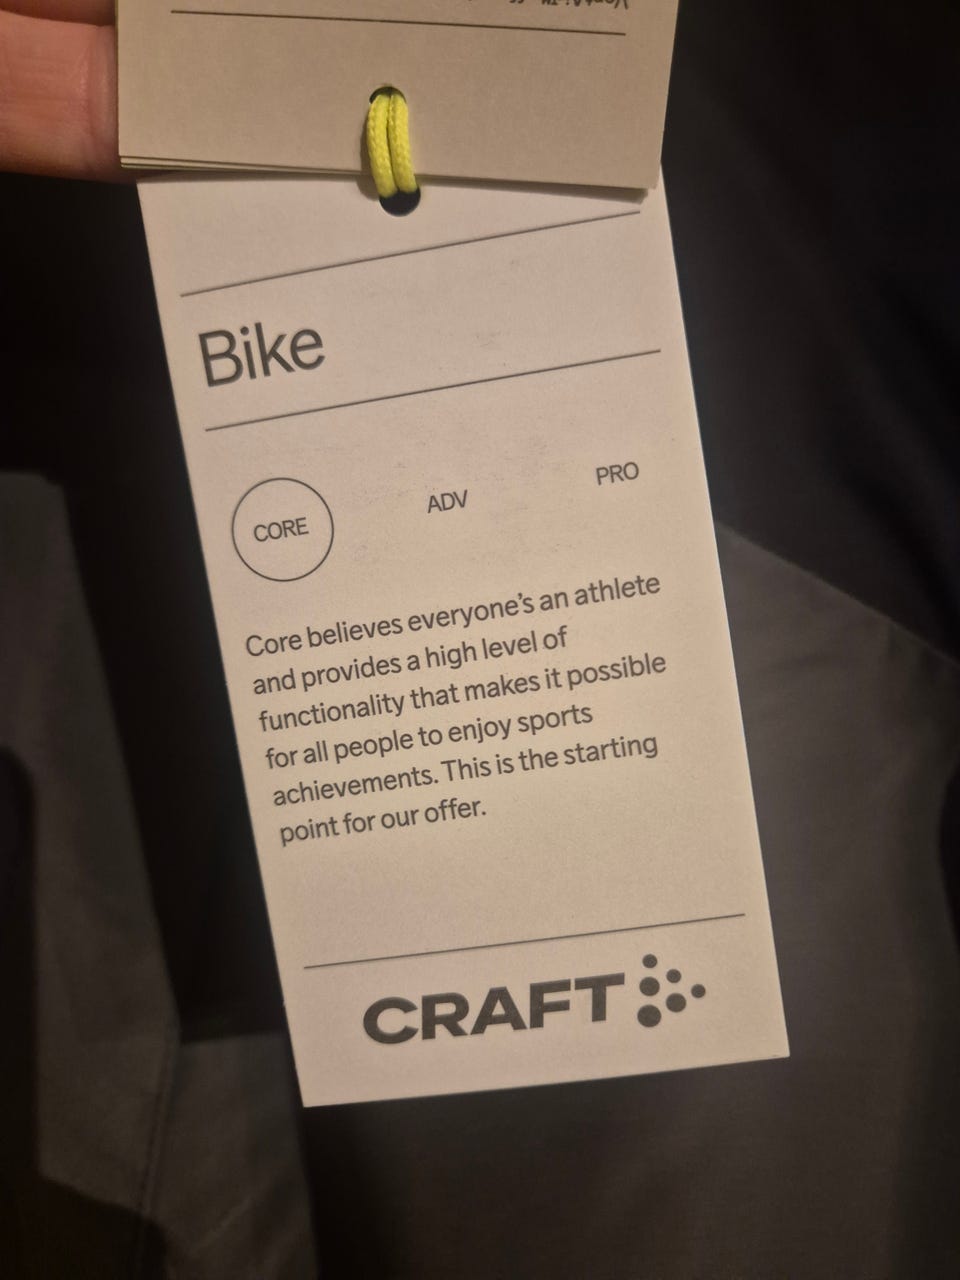 Bike
CORE ADV PRO
Core believes everyone's an athlete
and provides a high level of
functionality that makes it possible
for all people to enjoy sports
achievements. This is the starting
point for our offer.
CRAFT